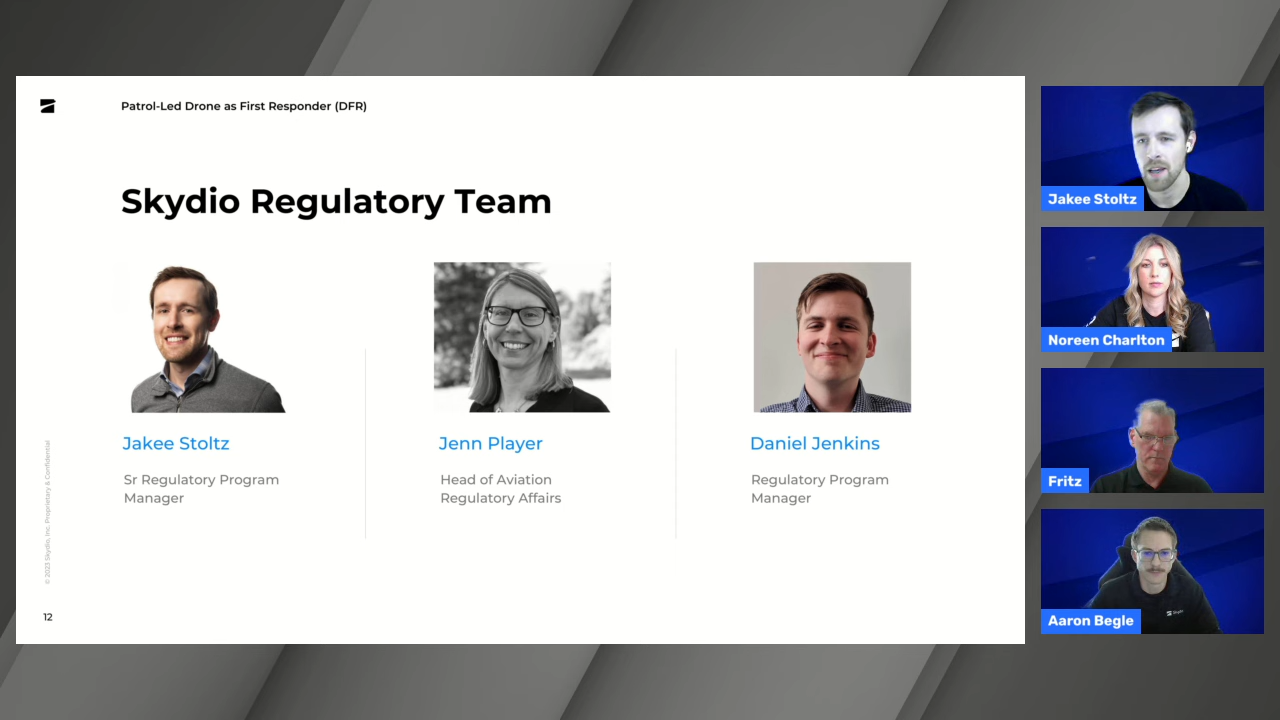 Patrol-Led Drone as First Responder (DFR)
Skydio Regulatory Team
Jakee Stoltz
Sr Regulatory Program
Manager
Jenn Player
Head of Aviation
Regulatory Affairs
Daniel Jenkins
Regulatory Program
Manager
© 2023 Skydio, Inc. Proprietary & Confidential
12
Jakee Stoltz
Noreen Charlton
Fritz
Aaron Begle
Skydio